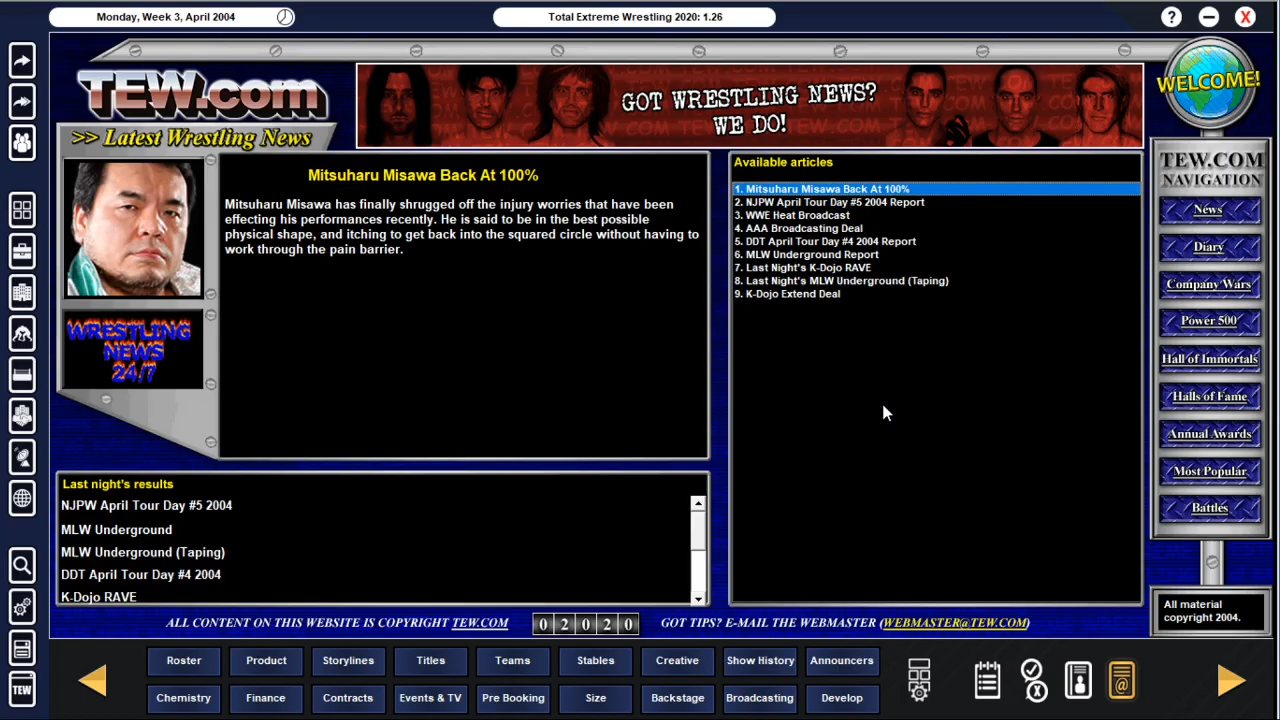 Monday, Week 3, April 2004
Total Extreme Wrestling 2020: 1.26
?
X
TEW.com
>> Latest Wrestling News
GOT WRESTLING NEWS?
WE DO!
WELCOME!
Mitsuharu Misawa Back At 100%
Mitsuharu Misawa has finally shrugged off the injury worries that have been
effecting his performances recently. He is said to be in the best possible
physical shape, and itching to get back into the squared circle without having to
work through the pain barrier.
WRESTLING
NEWS
24/7
Available articles
1. Mitsuharu Misawa Back At 100%
2. NJPW April Tour Day #5 2004 Report
3. WWE Heat Broadcast
4. AAA Broadcasting Deal
5. DDT April Tour Day #4 2004 Report
6. MLW Underground Report
7. Last Night's K-Dojo RAVE
8. Last Night's MLW Underground (Taping)
9. K-Dojo Extend Deal
TEW.COM
NAVIGATION
News
Diary
Company Wars
Power 500
Hall of Immortals
Halls of Fame
Annual Awards
Most Popular
Battles
Last night's results
NJPW April Tour Day #5 2004
MLW Underground
MLW Underground (Taping)
DDT April Tour Day #4 2004
K-Dojo RAVE
All material
copyright 2004.
ALL CONTENT ON THIS WEBSITE IS COPYRIGHT TEW.COM
0 2 0 2 0
GOT TIPS? E-MAIL THE WEBMASTER (WEBMASTER@TEW.COM)
Roster
Product
Storylines
Titles
Teams
Stables
Creative
Show History
Announcers
Chemistry
Finance
Contracts
Events & TV
Pre Booking
Size
Backstage
Broadcasting
Develop
TEW
@